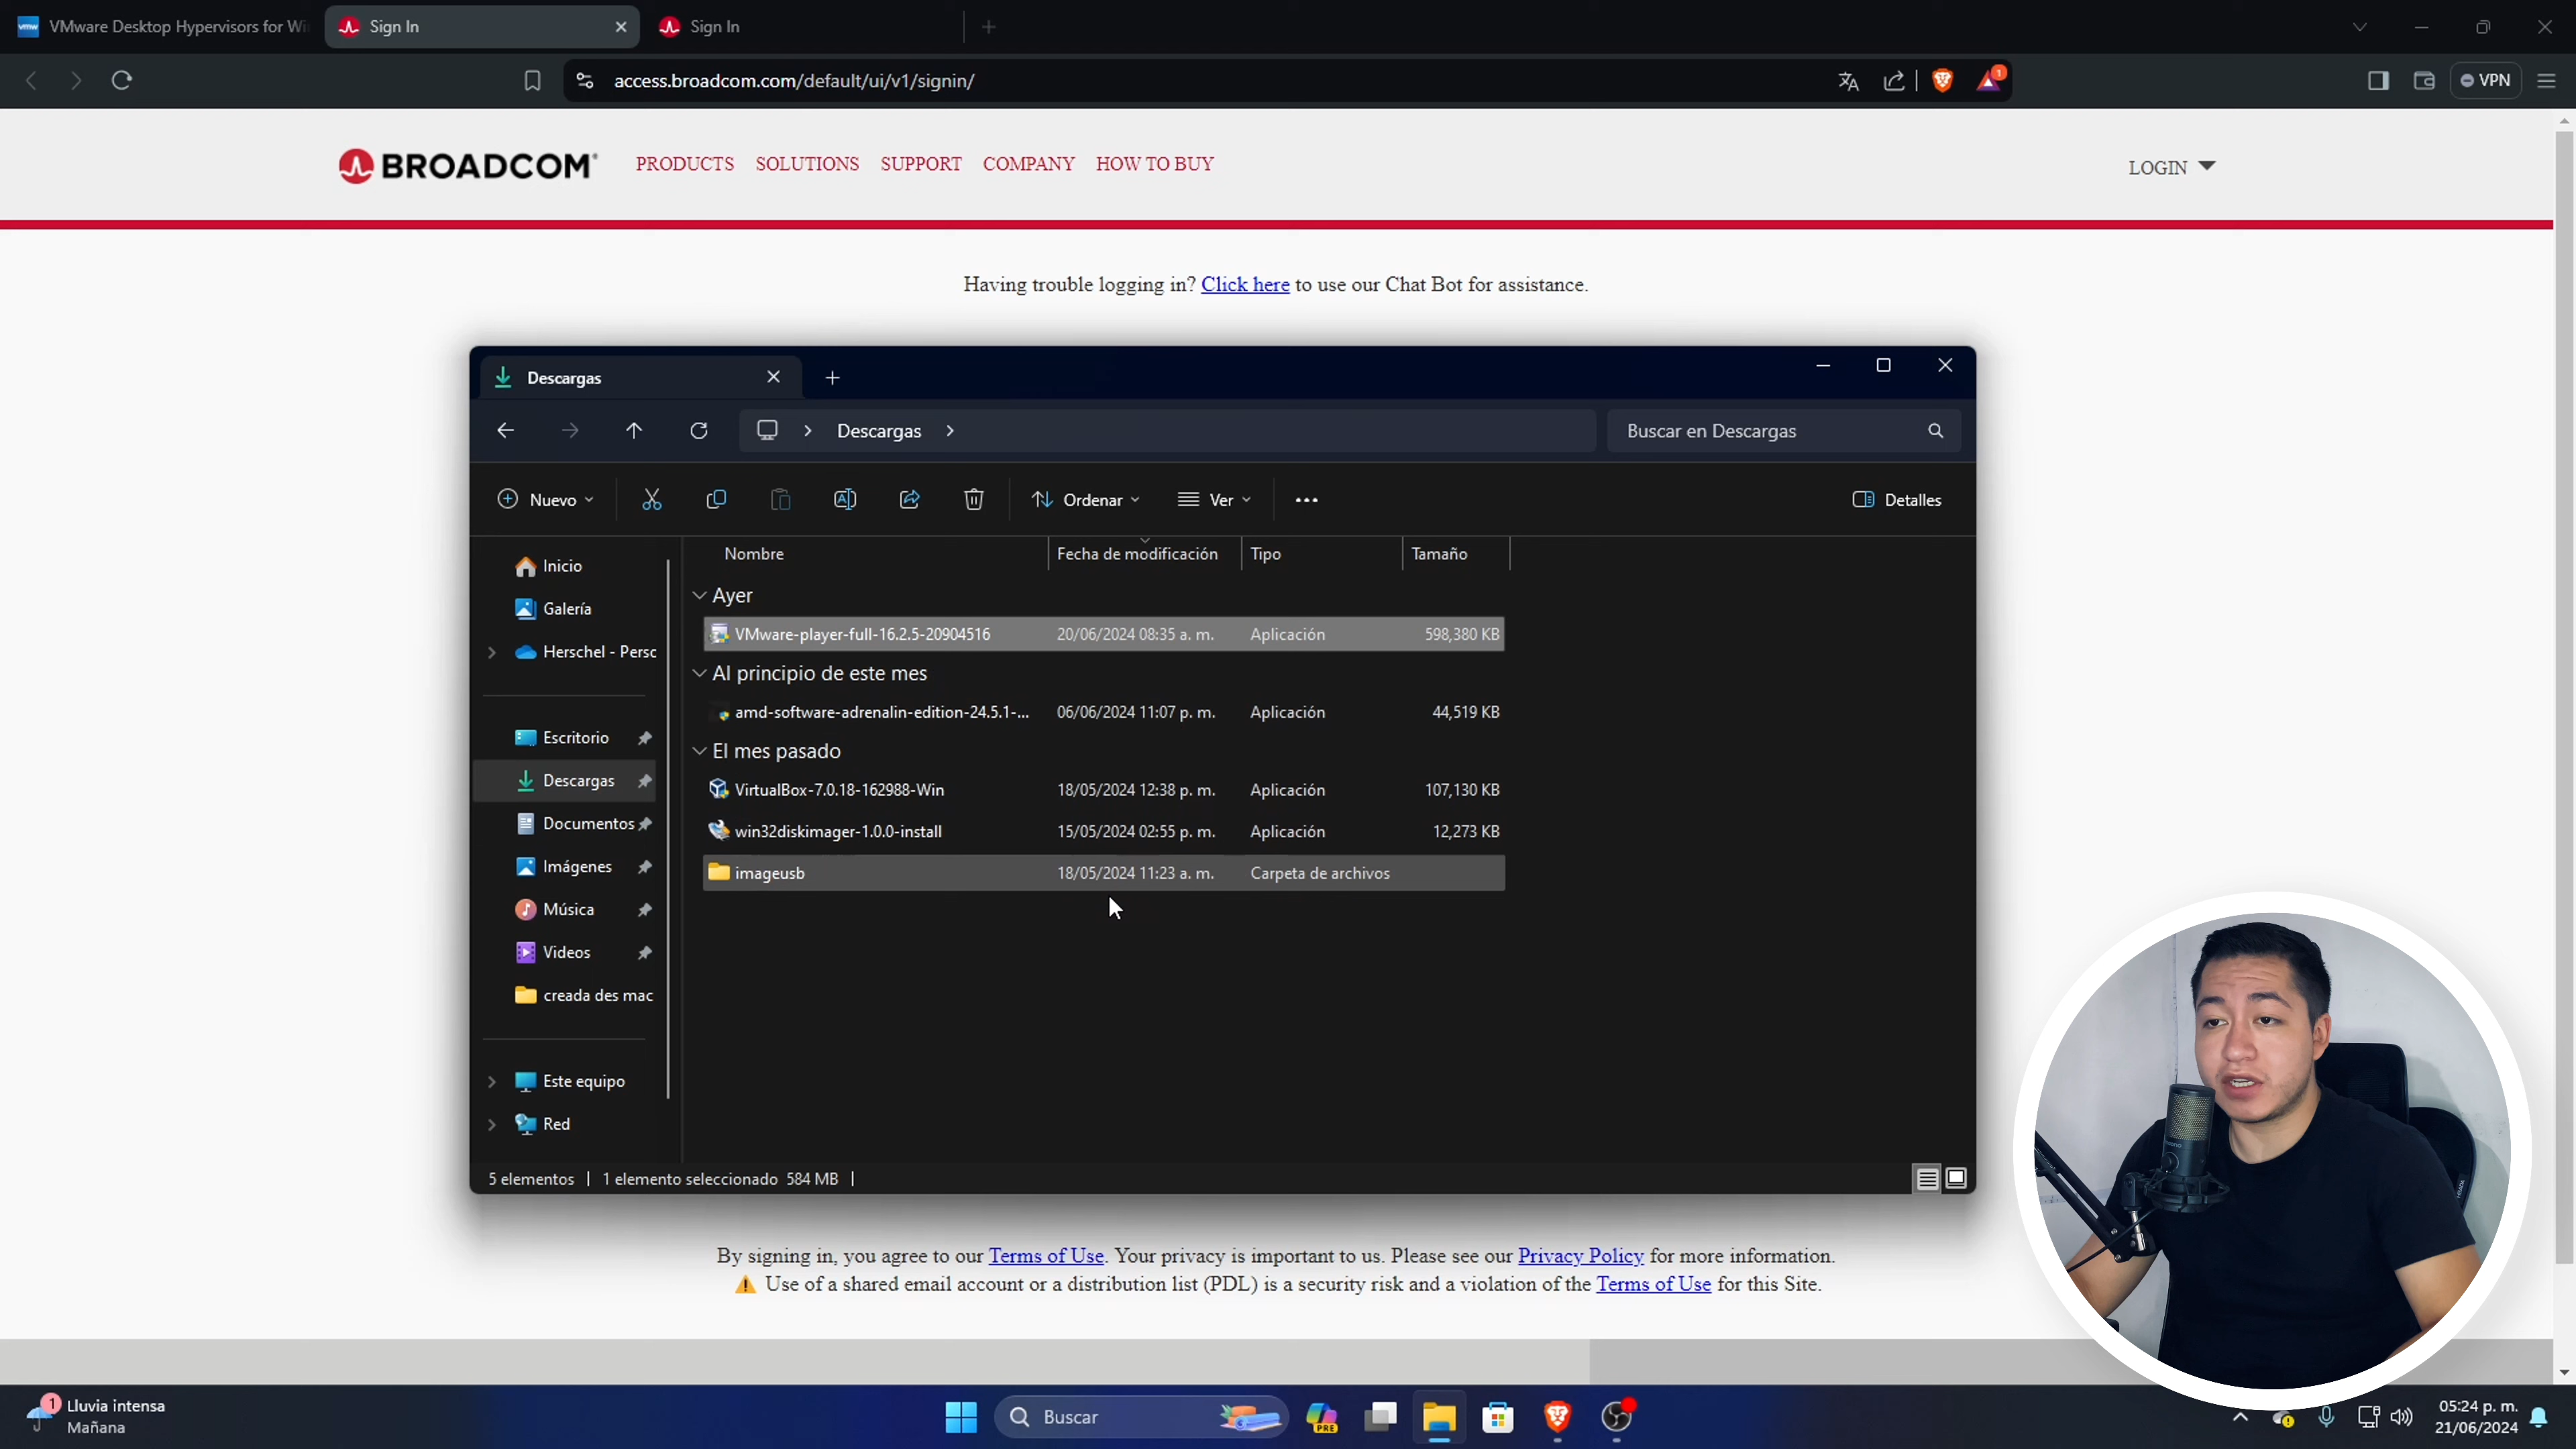 VMware Desktop Hypervisors for Wi
Sign In
Sign In
access.broadcom.com/default/ui/v1/signin/
1
VPN
BROADCOM
PRODUCTS SOLUTIONS SUPPORT COMPANY HOW TO BUY
LOGIN
Having trouble logging in? Click here to use our Chat Bot for assistance.
Descargas
Descargas
Buscar en Descargas
Nuevo
Ordenar
Ver
Detalles
Nombre Fecha de modificación Tipo Tamaño
Inicio
Galería
Herschel - Persc
Escritorio
Descargas
Documentos
Imágenes
Música
Videos
creada des mac
Este equipo
Red
Ayer
VMware-player-full-16.2.5-20904516 20/06/2024 08:35 a. m. Aplicación 598,380 KB
Al principio de este mes
amd-software-adrenalin-edition-24.5.1-... 06/06/2024 11:07 p. m. Aplicación 44,519 KB
El mes pasado
VirtualBox-7.0.18-162988-Win 18/05/2024 12:38 p. m. Aplicación 107,130 KB
win32diskimager-1.0.0-install 15/05/2024 02:55 p. m. Aplicación 12,273 KB
imageusb 18/05/2024 11:23 a. m. Carpeta de archivos
5 elementos 1 elemento seleccionado 584 MB
By signing in, you agree to our Terms of Use. Your privacy is important to us. Please see our Privacy Policy for more information.
Use of a shared email account or a distribution list (PDL) is a security risk and a violation of the Terms of Use for this Site.
1
Lluvia intensa
Mañana
Buscar
PRE
05:24 p. m.
21/06/2024